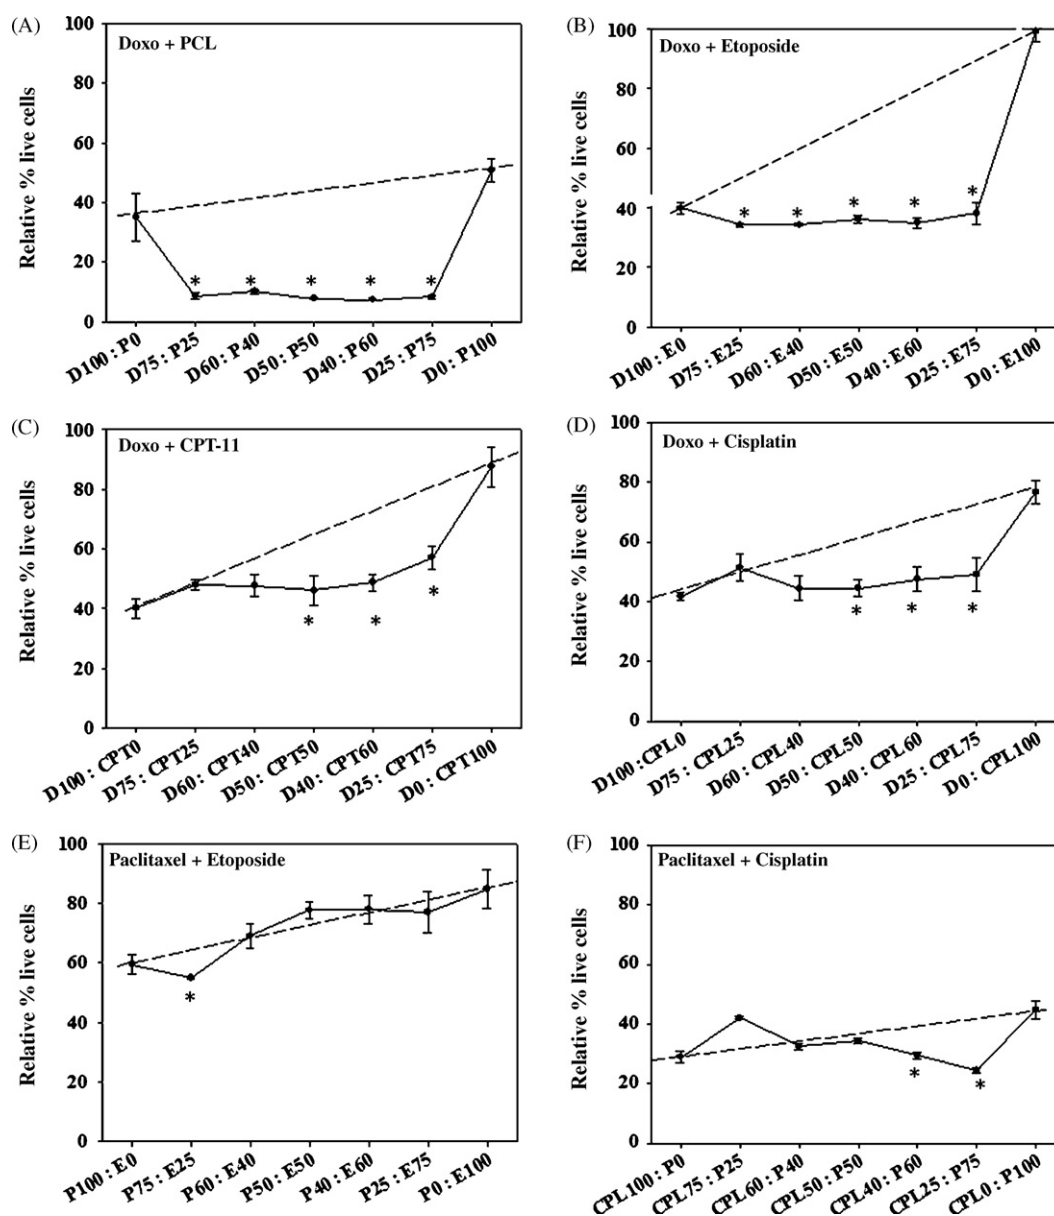 (A)
Doxo + PCL
Relative % live cells
100
80
60
40
20
0
D100 : P0
D75 : P25
D60 : P40
D50 : P50
D40 : P60
D25 : P75
D0 : P100
* * * * *
(B)
Doxo + Etoposide
Relative % live cells
100
80
60
40
20
0
D100 : E0
D75 : E25
D60 : E40
D50 : E50
D40 : E60
D25 : E75
D0 : E100
* * * * *
(C)
Doxo + CPT-11
Relative % live cells
100
80
60
40
20
0
D100 : CPT0
D75 : CPT25
D60 : CPT40
D50 : CPT50
D40 : CPT60
D25 : CPT75
D0 : CPT100
* * *
(D)
Doxo + Cisplatin
Relative % live cells
100
80
60
40
20
0
D100 :CPL0
D75 : CPL25
D60 : CPL40
D50 : CPL50
D40 : CPL60
D25 : CPL75
D0 : CPL100
* * *
(E)
Paclitaxel + Etoposide
Relative % live cells
100
80
60
40
20
0
P100 : E0
P75 : E25
P60 : E40
P50 : E50
P40 : E60
P25 : E75
P0 : E100
*
(F)
Paclitaxel + Cisplatin
Relative % live cells
100
80
60
40
20
0
CPL100 : P0
CPL75 : P25
CPL60 : P40
CPL50 : P50
CPL40 : P60
CPL25 : P75
CPL0 : P100
* *